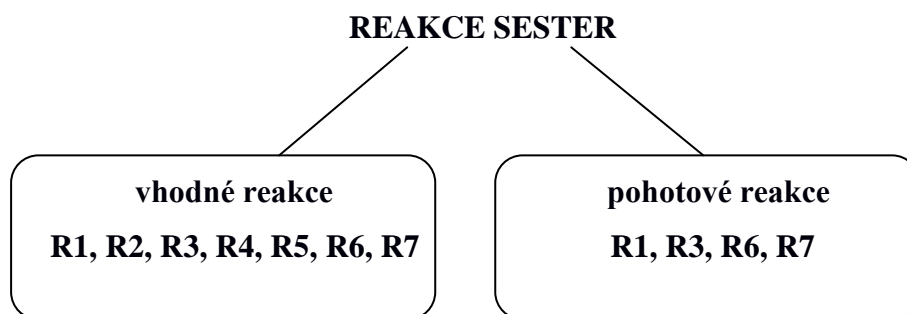 REAKCE SESTER
vhodné reakce
R1, R2, R3, R4, R5, R6, R7
pohotové reakce
R1, R3, R6, R7